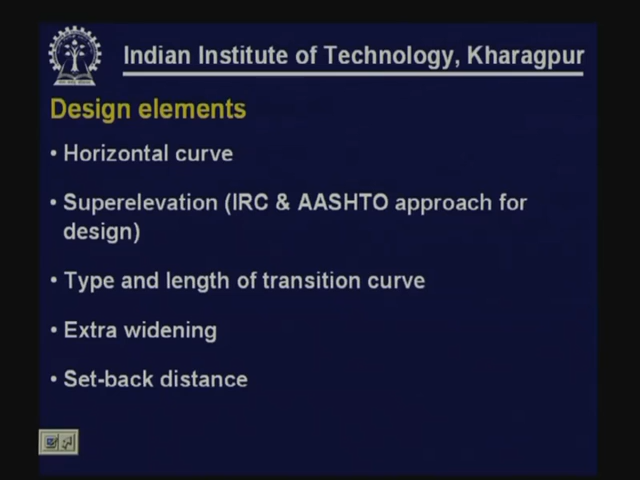 Indian Institute of Technology, Kharagpur
Design elements
• Horizontal curve
• Superelevation (IRC & AASHTO approach for
design)
• Type and length of transition curve
• Extra widening
• Set-back distance